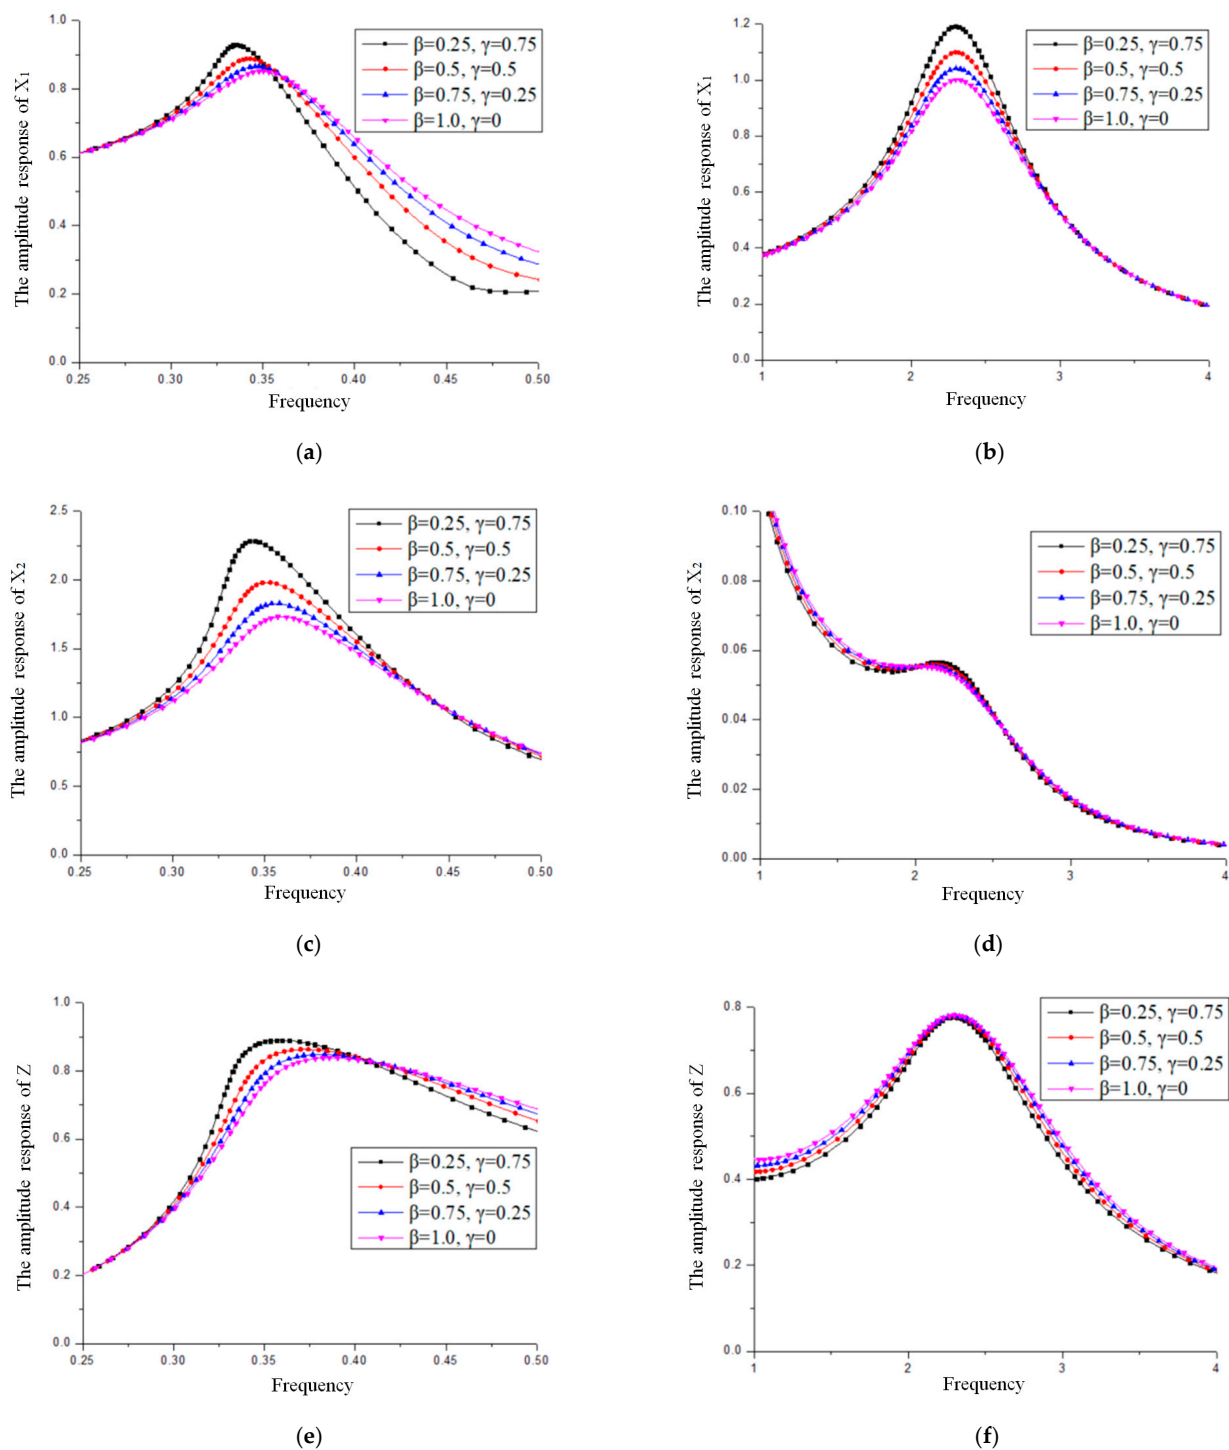 The amplitude response of X₁
1.0
0.8
0.6
0.4
0.2
0.0
0.25 0.30 0.35 0.40 0.45 0.50
Frequency
β=0.25, γ=0.75
β=0.5, γ=0.5
β=0.75, γ=0.25
β=1.0, γ=0
(a)
The amplitude response of X₁
1.2
1.0
0.8
0.6
0.4
0.2
0.0
1 2 3 4
Frequency
β=0.25, γ=0.75
β=0.5, γ=0.5
β=0.75, γ=0.25
β=1.0, γ=0
(b)
The amplitude response of X₂
2.5
2.0
1.5
1.0
0.5
0.0
0.25 0.30 0.35 0.40 0.45 0.50
Frequency
β=0.25, γ=0.75
β=0.5, γ=0.5
β=0.75, γ=0.25
β=1.0, γ=0
(c)
The amplitude response of X₂
0.10
0.08
0.06
0.04
0.02
0.00
1 2 3 4
Frequency
β=0.25, γ=0.75
β=0.5, γ=0.5
β=0.75, γ=0.25
β=1.0, γ=0
(d)
The amplitude response of Z
1.0
0.8
0.6
0.4
0.2
0.0
0.25 0.30 0.35 0.40 0.45 0.50
Frequency
β=0.25, γ=0.75
β=0.5, γ=0.5
β=0.75, γ=0.25
β=1.0, γ=0
(e)
The amplitude response of Z
0.8
0.6
0.4
0.2
0.0
1 2 3 4
Frequency
β=0.25, γ=0.75
β=0.5, γ=0.5
β=0.75, γ=0.25
β=1.0, γ=0
(f)